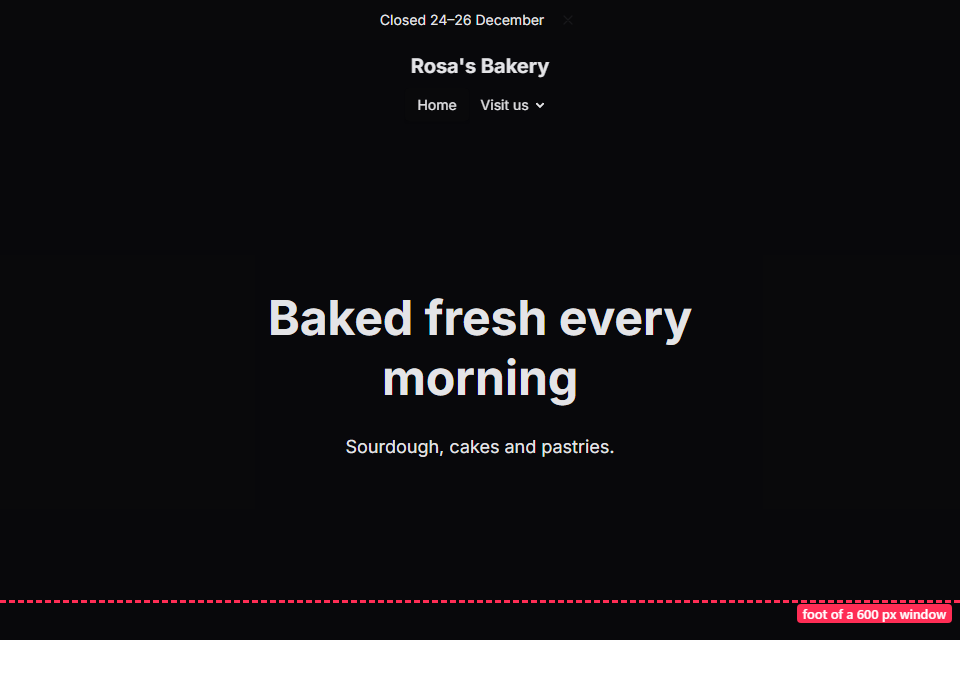 Closed 24–26 December ×
Rosa's Bakery
Home Visit us
Baked fresh every
morning
Sourdough, cakes and pastries.
foot of a 600 px window